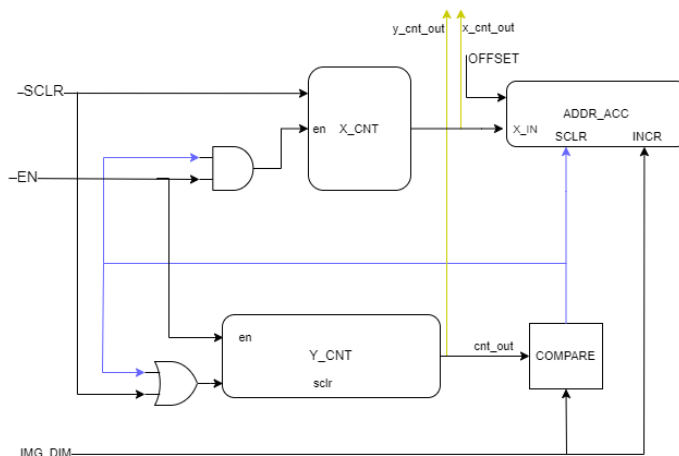 y_cnt_out
x_cnt_out
OFFSET
–SCLR
en
X_CNT
ADDR_ACC
X_IN
SCLR
INCR
–EN
en
Y_CNT
sclr
cnt_out
COMPARE
IMG_DIM